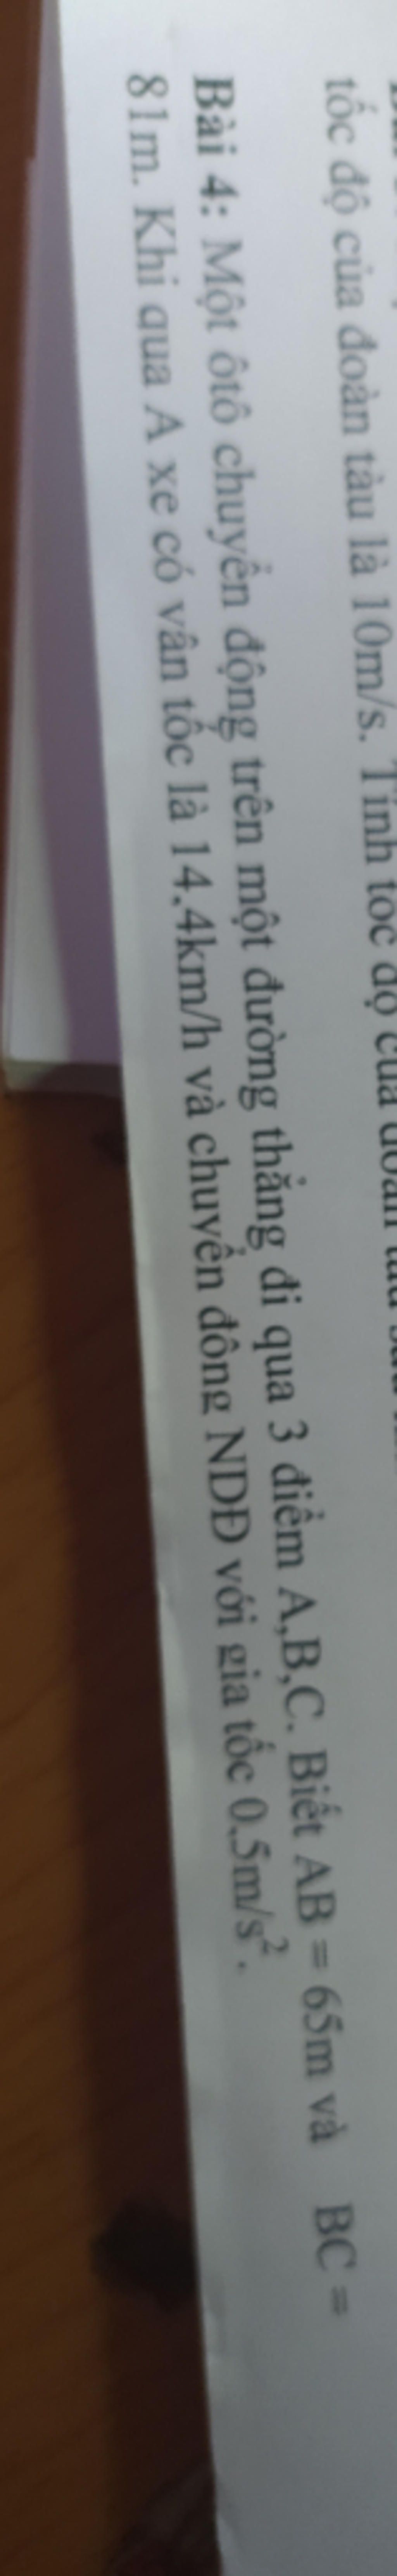 tốc độ của đoàn tàu là 10m/s. Tính tốc độ của đoàn tàu
Bài 4: Một ôtô chuyển động trên một đường thẳng đi qua 3 điểm A,B,C. Biết AB = 65m và BC =
81m. Khi qua A xe có vận tốc là 14,4km/h và chuyển động NDĐ với gia tốc 0,5m/s².